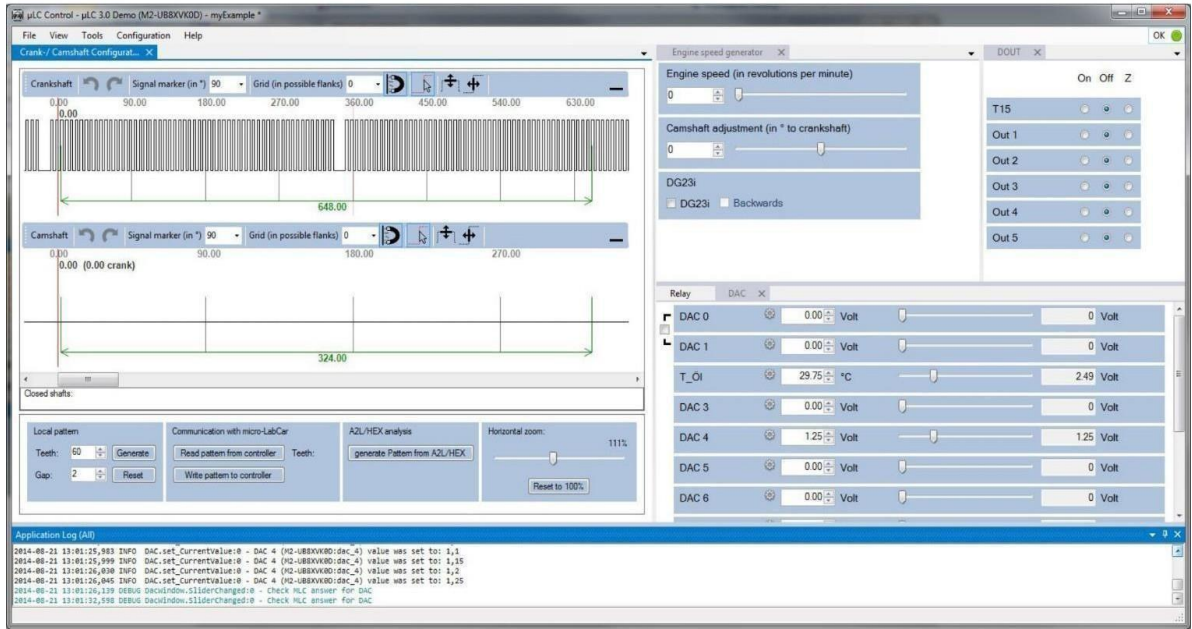 µLC Control - µLC 3.0 Demo (M2-UB8XVK0D) - myExample *
File View Tools Configuration Help
OK
Crank-/ Camshaft Configurat...
Crankshaft Signal marker (in °) 90 Grid (in possible flanks) 0
0.00 90.00 180.00 270.00 360.00 450.00 540.00 630.00
0.00
648.00
Camshaft Signal marker (in °) 90 Grid (in possible flanks) 0
0.00 90.00 180.00 270.00
0.00 (0.00 crank)
324.00
Closed shafts:
Local pattern
Teeth: 60 Generate
Gap: 2 Reset
Communication with micro-LabCar
Read pattern from controller Teeth:
Write pattern to controller
A2L/HEX analysis
generate Pattern from A2L/HEX
Horizontal zoom:
111%
Reset to 100%
Engine speed generator
Engine speed (in revolutions per minute)
0
Camshaft adjustment (in ° to crankshaft)
0
DG23i
DG23i Backwards
DOUT
On Off Z
T15
Out 1
Out 2
Out 3
Out 4
Out 5
Relay DAC
DAC 0 0.00 Volt 0 Volt
DAC 1 0.00 Volt 0 Volt
T_Öl 29.75 °C 2.49 Volt
DAC 3 0.00 Volt 0 Volt
DAC 4 1.25 Volt 1.25 Volt
DAC 5 0.00 Volt 0 Volt
DAC 6 0.00 Volt 0 Volt
Application Log (All)
2014-08-21 13:01:25,983 INFO DAC.set_CurrentValue:0 - DAC 4 (M2-UB8XVK0D:dac_4) value was set to: 1,1
2014-08-21 13:01:25,999 INFO DAC.set_CurrentValue:0 - DAC 4 (M2-UB8XVK0D:dac_4) value was set to: 1,15
2014-08-21 13:01:26,030 INFO DAC.set_CurrentValue:0 - DAC 4 (M2-UB8XVK0D:dac_4) value was set to: 1,2
2014-08-21 13:01:26,045 INFO DAC.set_CurrentValue:0 - DAC 4 (M2-UB8XVK0D:dac_4) value was set to: 1,25
2014-08-21 13:01:26,139 DEBUG DacWindow.SliderChanged:0 - Check MLC answer for DAC
2014-08-21 13:01:32,598 DEBUG DacWindow.SliderChanged:0 - Check MLC answer for DAC